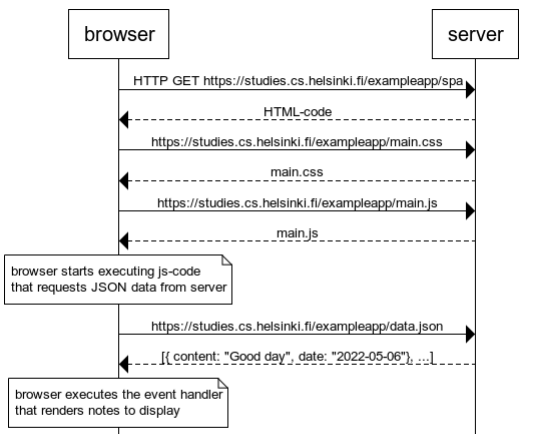 browser
server
HTTP GET https://studies.cs.helsinki.fi/exampleapp/spa
HTML-code
https://studies.cs.helsinki.fi/exampleapp/main.css
main.css
https://studies.cs.helsinki.fi/exampleapp/main.js
main.js
browser starts executing js-code
that requests JSON data from server
https://studies.cs.helsinki.fi/exampleapp/data.json
[{ content: "Good day", date: "2022-05-06"}, ...]
browser executes the event handler
that renders notes to display